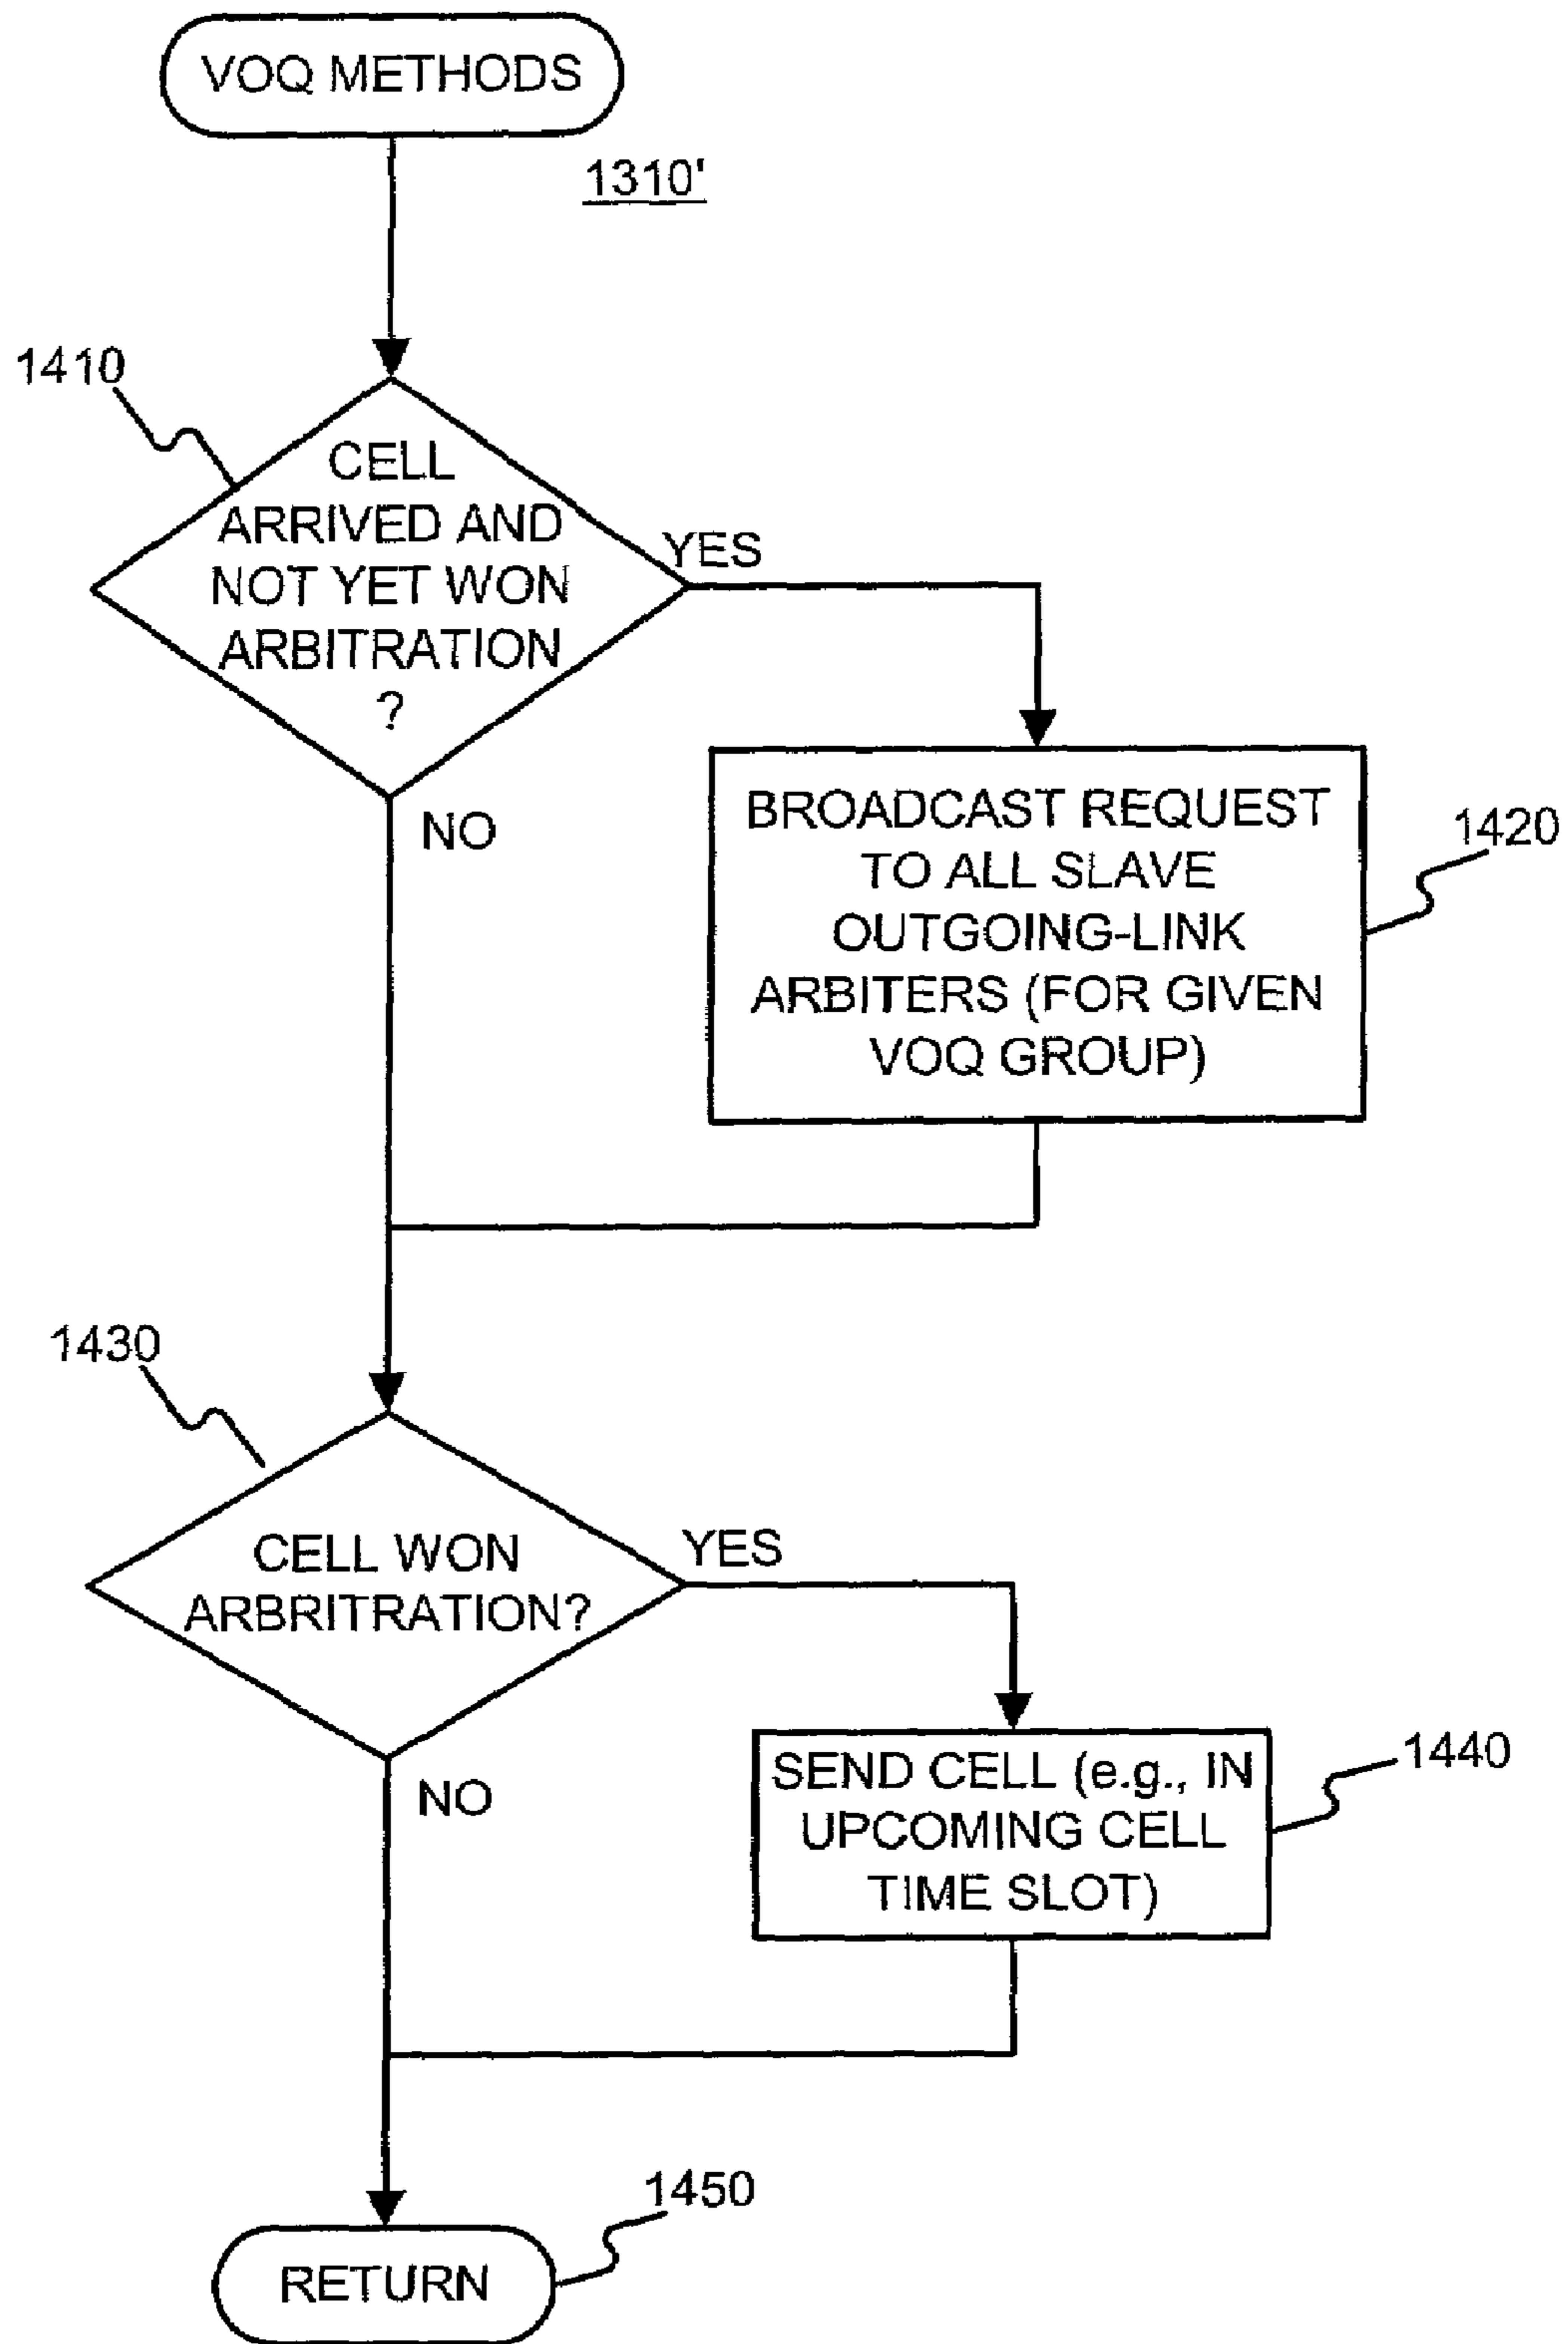 VOQ METHODS
1310'
1410
CELL
ARRIVED AND
NOT YET WON
ARBITRATION
?
YES
NO
BROADCAST REQUEST
TO ALL SLAVE
OUTGOING-LINK
ARBITERS (FOR GIVEN
VOQ GROUP)
1420
1430
CELL WON
ARBRITRATION?
YES
NO
SEND CELL (e.g., IN
UPCOMING CELL
TIME SLOT)
1440
1450
RETURN